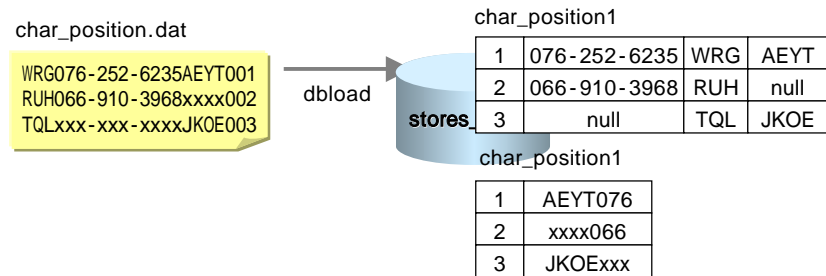 char_position.dat
WRG076-252-6235AEYT001
RUH066-910-3968xxxx002
TQLxxx-xxx-xxxxJKOE003
dbload
stores_
char_position1
1 076-252-6235 WRG AEYT
2 066-910-3968 RUH null
3 null TQL JKOE
char_position1
1 AEYT076
2 xxxx066
3 JKOExxx